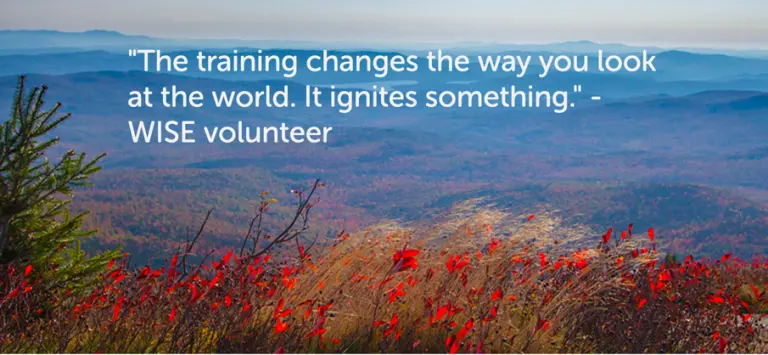 "The training changes the way you look
at the world. It ignites something." -
WISE volunteer